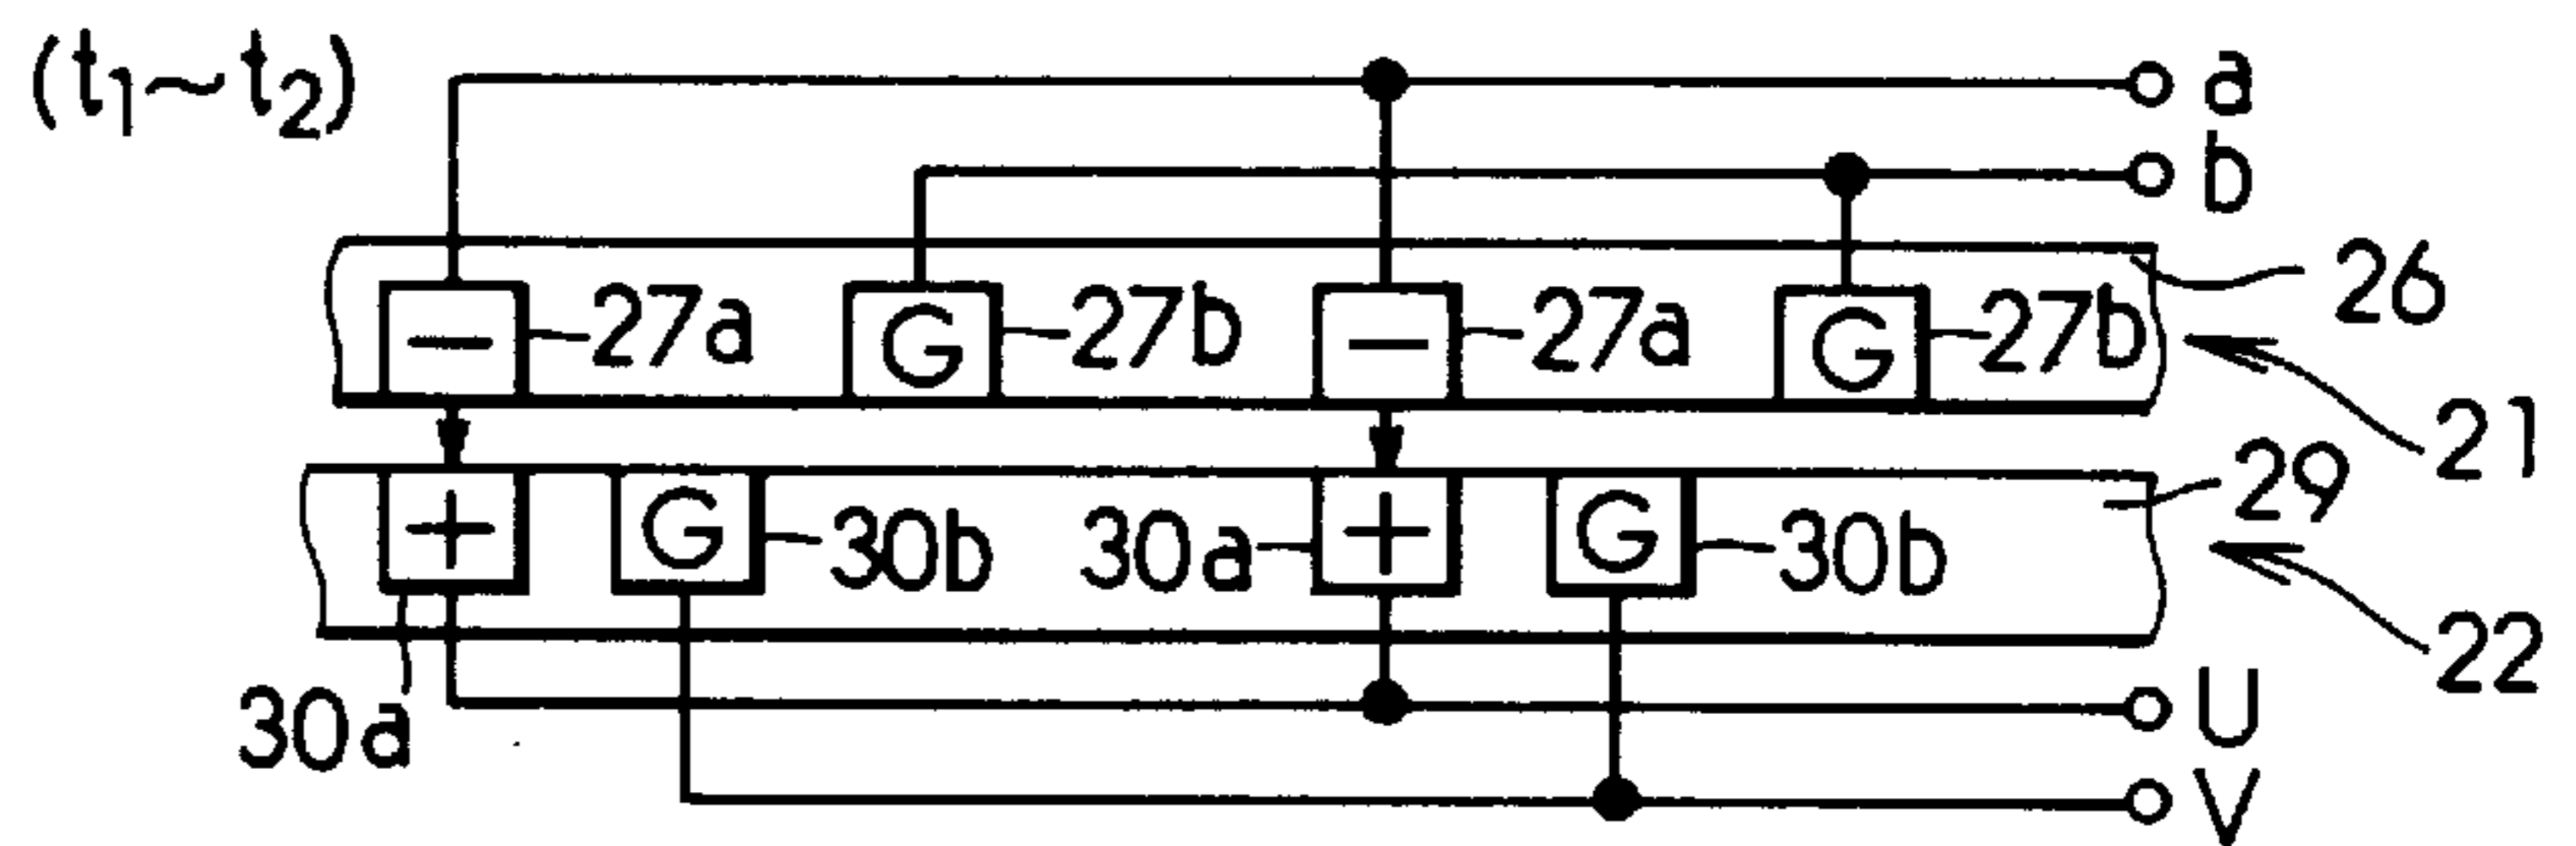 (t1~t2)
a
b
26
− 27a G 27b − 27a G 27b
21
29
+ G 30b 30a + G 30b
22
30a
U
V